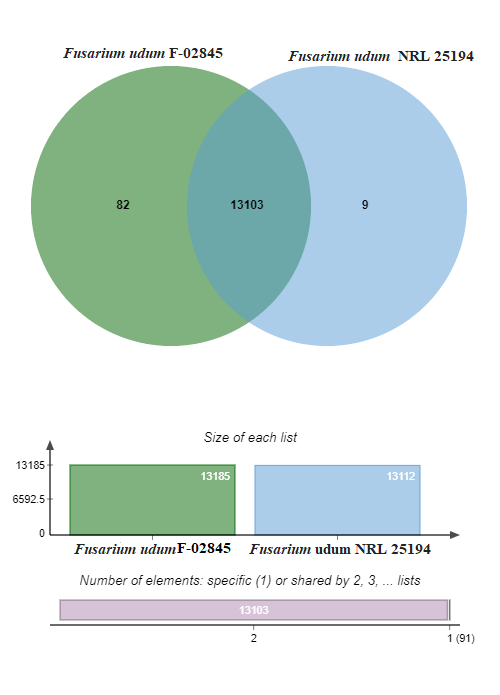 Fusarium udum F-02845
Fusarium udum NRL 25194
82
13103
9
Size of each list
13185
6592.5
0
13185
13112
Fusarium udum F-02845
Fusarium udum NRL 25194
Number of elements: specific (1) or shared by 2, 3, ... lists
13103
2
1 (91)